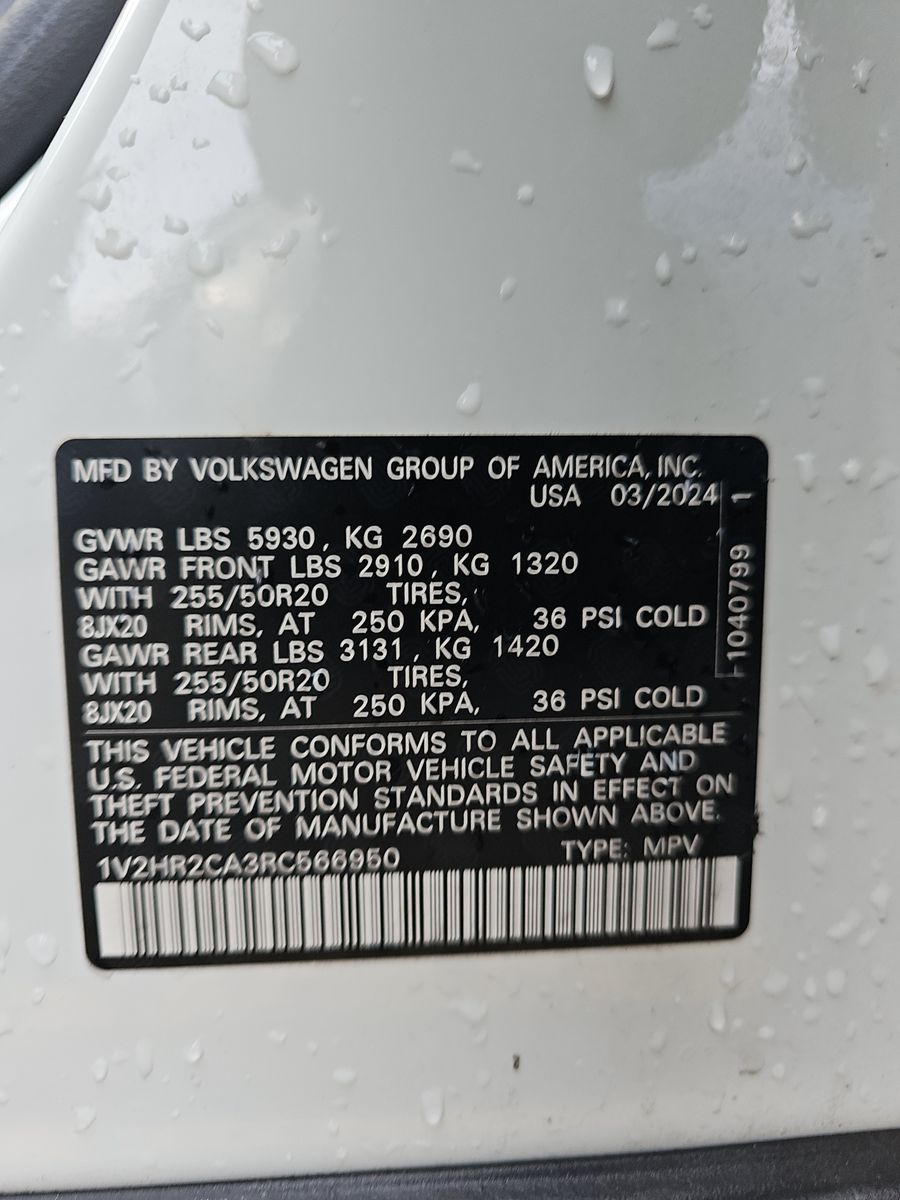 MFD BY VOLKSWAGEN GROUP OF AMERICA, INC.
USA 03/2024
GVWR LBS 5930, KG 2690
GAWR FRONT LBS 2910, KG 1320
WITH 255/50R20 TIRES,
8JX20 RIMS, AT 250 KPA, 36 PSI COLD
GAWR REAR LBS 3131, KG 1420
WITH 255/50R20 TIRES,
8JX20 RIMS, AT 250 KPA, 36 PSI COLD
1040799 1
THIS VEHICLE CONFORMS TO ALL APPLICABLE
U.S. FEDERAL MOTOR VEHICLE SAFETY AND
THEFT PREVENTION STANDARDS IN EFFECT ON
THE DATE OF MANUFACTURE SHOWN ABOVE.
1V2HR2CA3RC566950 TYPE: MPV